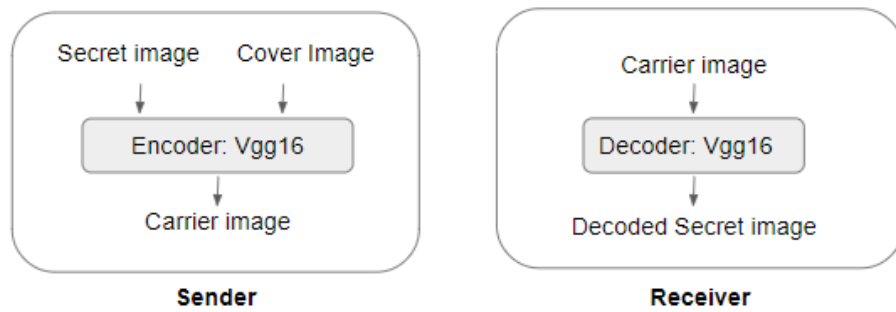 Secret image
Cover Image
Encoder: Vgg16
Carrier image
Sender
Carrier image
Decoder: Vgg16
Decoded Secret image
Receiver